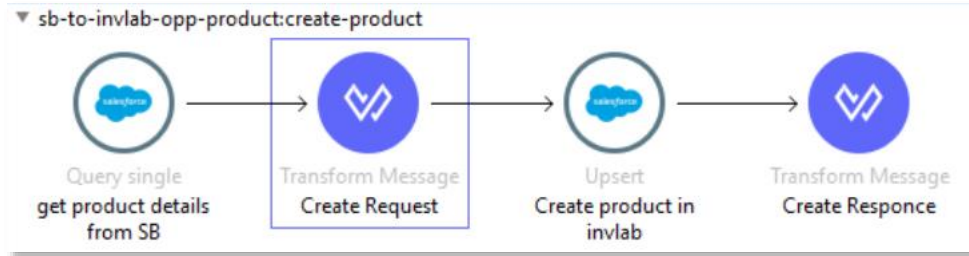 sb-to-invlab-opp-product:create-product
salesforce
salesforce
Query single
Transform Message
Upsert
Transform Message
get product details
from SB
Create Request
Create product in
invlab
Create Responce